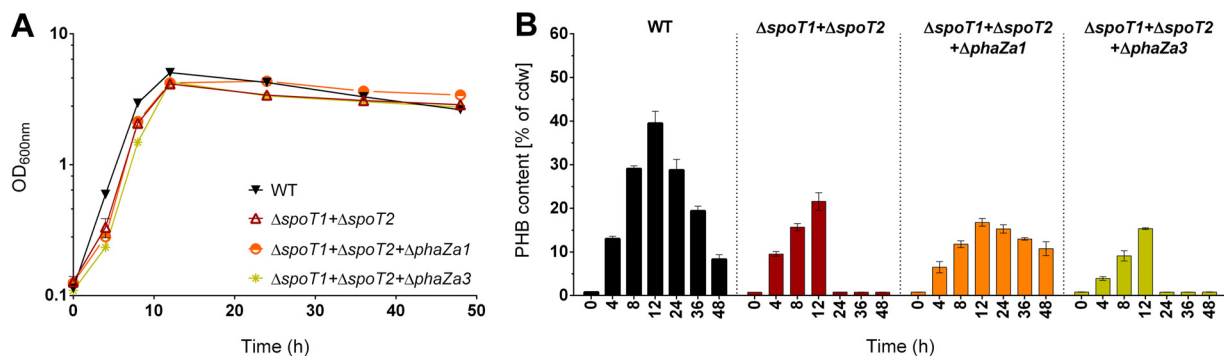 A
10
1
0.1
OD600nm
0
10
20
30
40
50
Time (h)
WT
ΔspoT1+ΔspoT2
ΔspoT1+ΔspoT2+ΔphaZa1
ΔspoT1+ΔspoT2+ΔphaZa3
B
PHB content [% of cdw]
60
50
40
30
20
10
0
WT
ΔspoT1+ΔspoT2
ΔspoT1+ΔspoT2
+ΔphaZa1
ΔspoT1+ΔspoT2
+ΔphaZa3
0 4 8 12 24 36 48
0 4 8 12 24 36 48
0 4 8 12 24 36 48
0 4 8 12 24 36 48
Time (h)